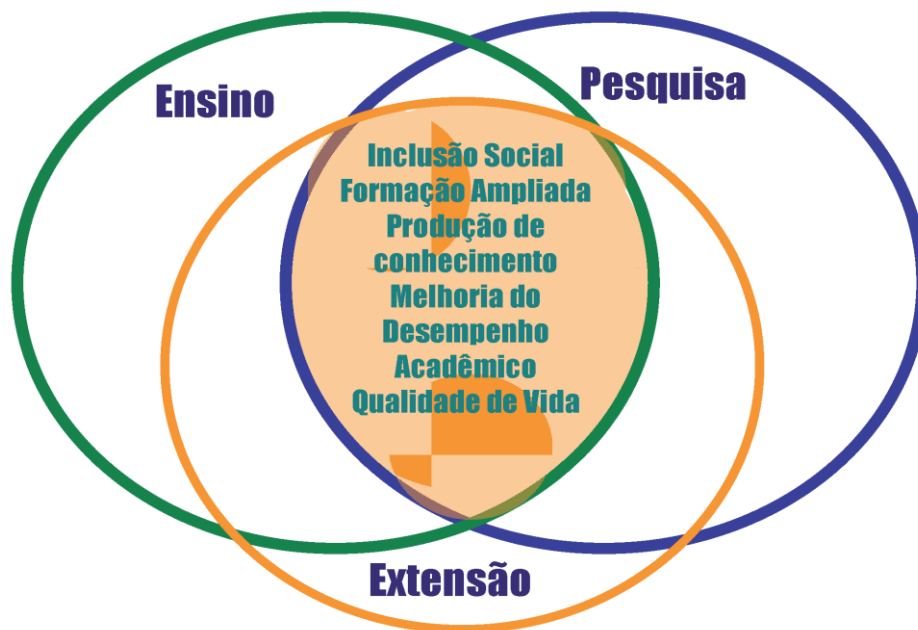 Ensino
Pesquisa
Inclusão Social
Formação Ampliada
Produção de
conhecimento
Melhoria do
Desempenho
Acadêmico
Qualidade de Vida
Extensão